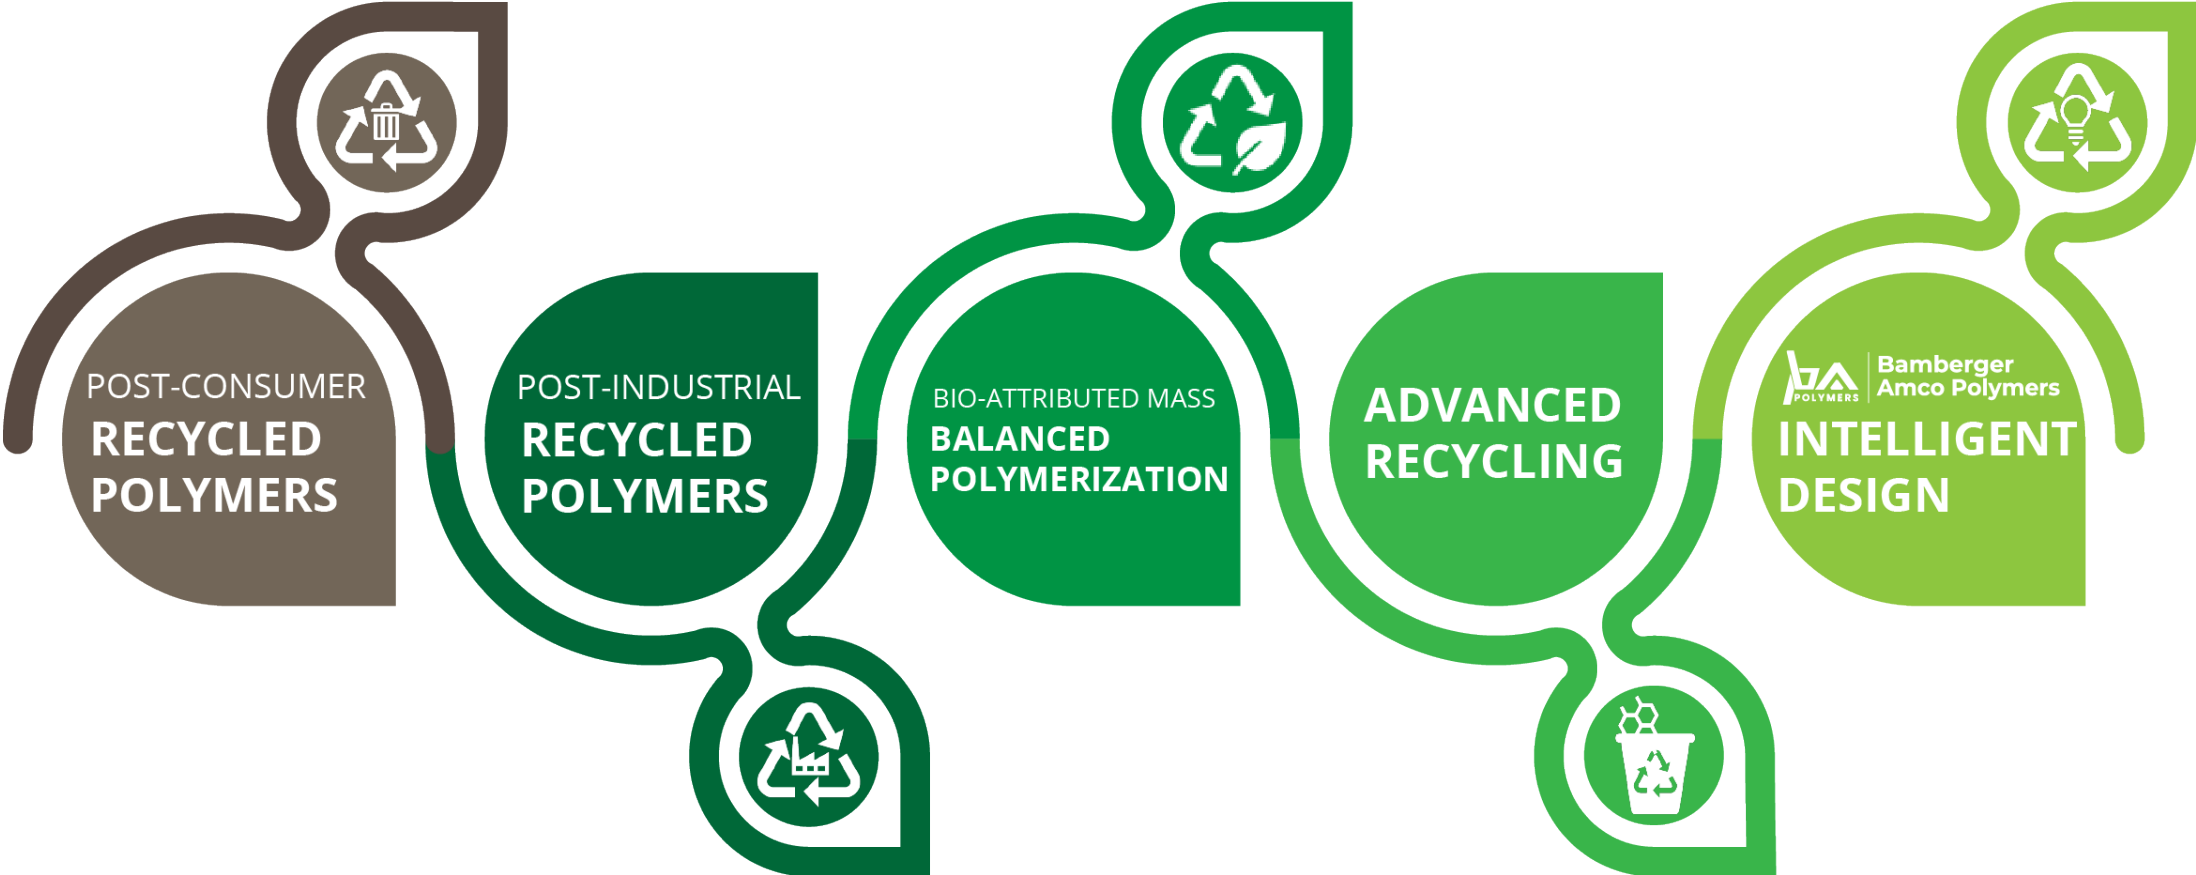 POST-CONSUMER
RECYCLED
POLYMERS
POST-INDUSTRIAL
RECYCLED
POLYMERS
BIO-ATTRIBUTED MASS
BALANCED
POLYMERIZATION
ADVANCED
RECYCLING
bA
POLYMERS
Bamberger
Amco Polymers
INTELLIGENT
DESIGN